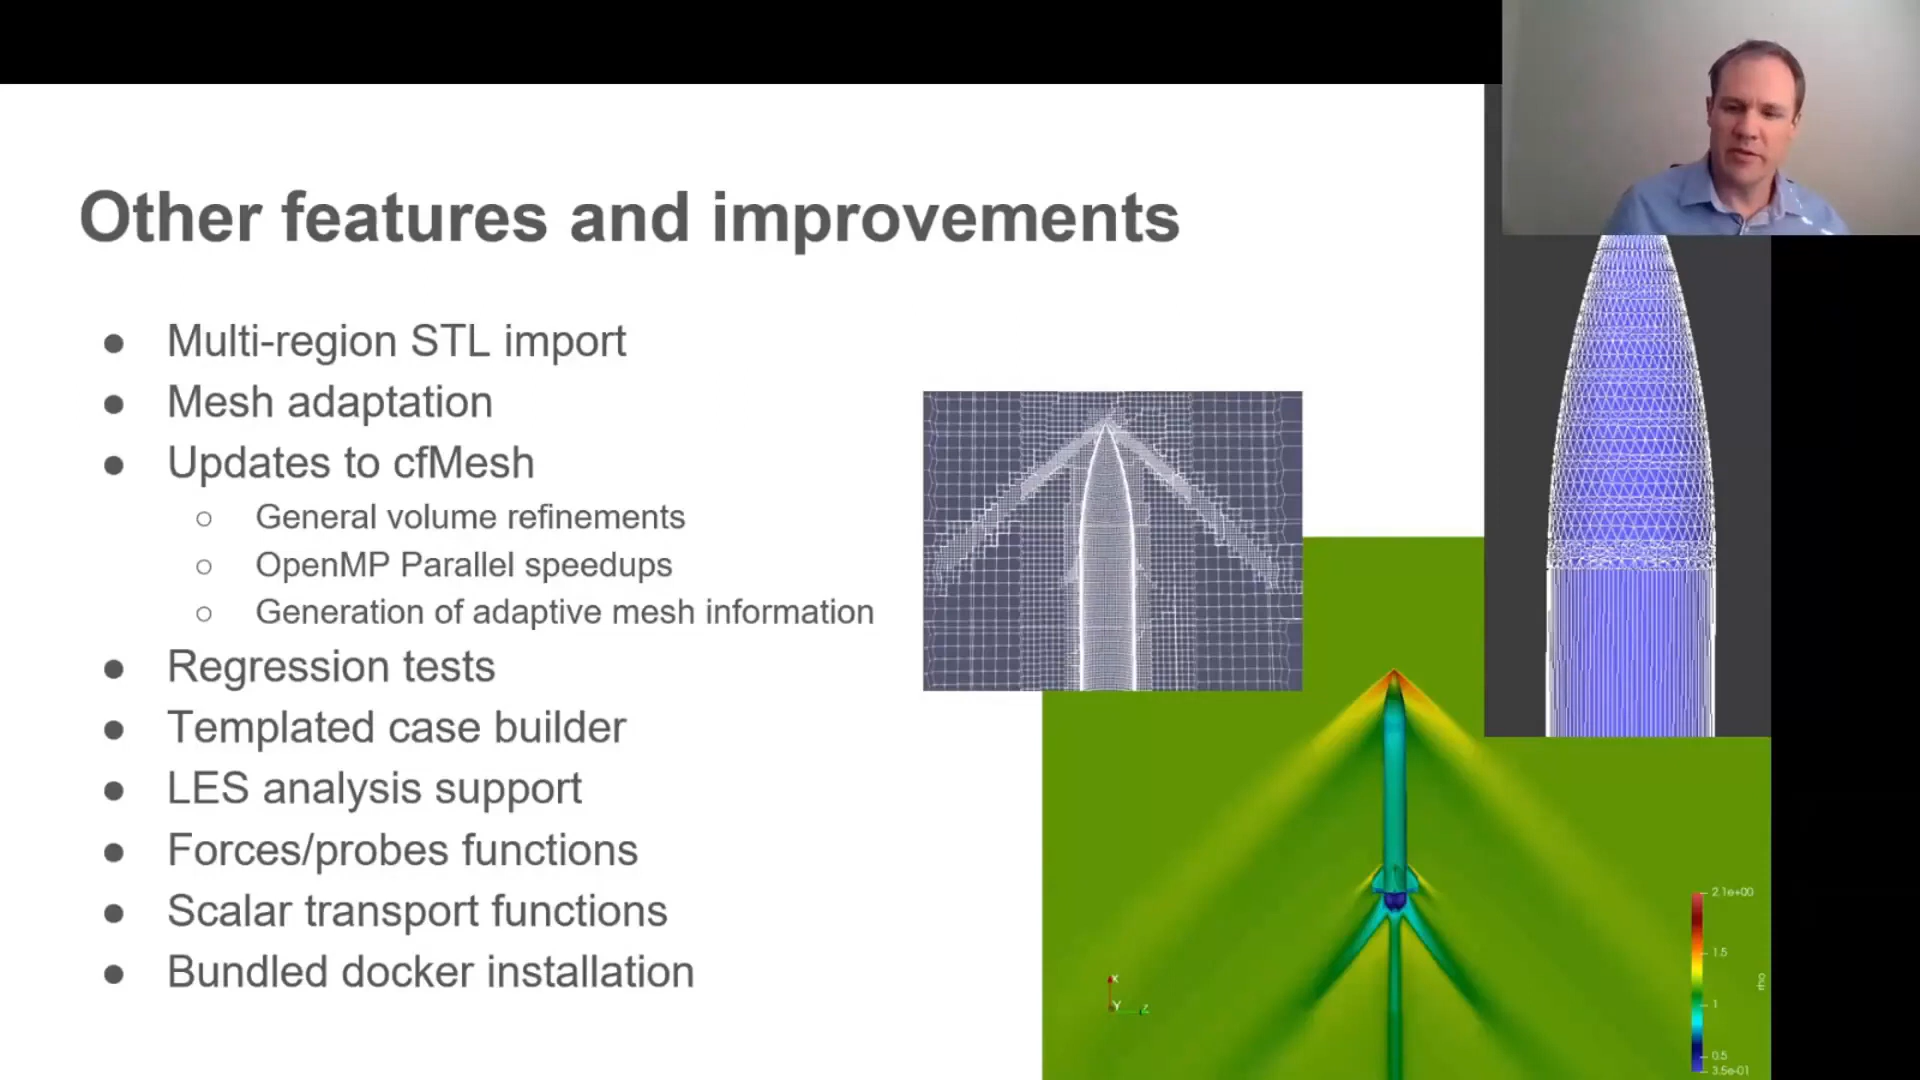 Other features and improvements
● Multi-region STL import
● Mesh adaptation
● Updates to cfMesh
○ General volume refinements
○ OpenMP Parallel speedups
○ Generation of adaptive mesh information
● Regression tests
● Templated case builder
● LES analysis support
● Forces/probes functions
● Scalar transport functions
● Bundled docker installation
X
Y
Z
2.1e+00
1.5
1
0.5
3.5e-01
rho